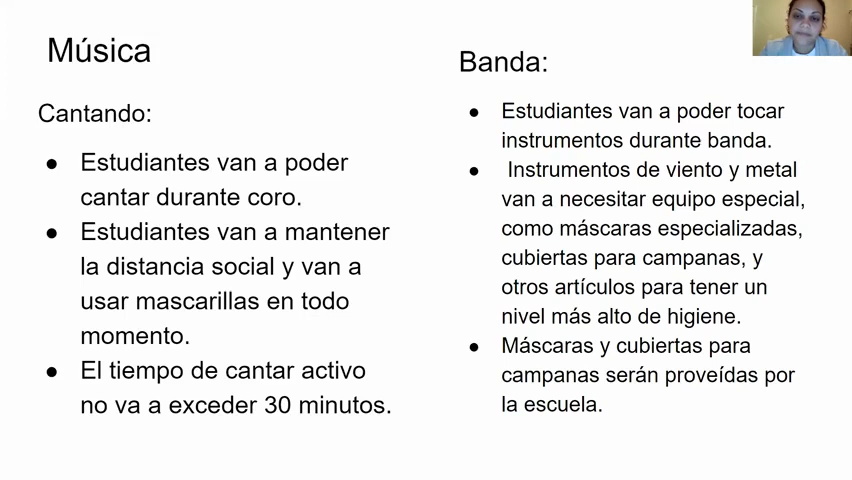 Música
Cantando:
● Estudiantes van a poder
cantar durante coro.
● Estudiantes van a mantener
la distancia social y van a
usar mascarillas en todo
momento.
● El tiempo de cantar activo
no va a exceder 30 minutos.
Banda:
● Estudiantes van a poder tocar
instrumentos durante banda.
● Instrumentos de viento y metal
van a necesitar equipo especial,
como máscaras especializadas,
cubiertas para campanas, y
otros artículos para tener un
nivel más alto de higiene.
● Máscaras y cubiertas para
campanas serán proveídas por
la escuela.